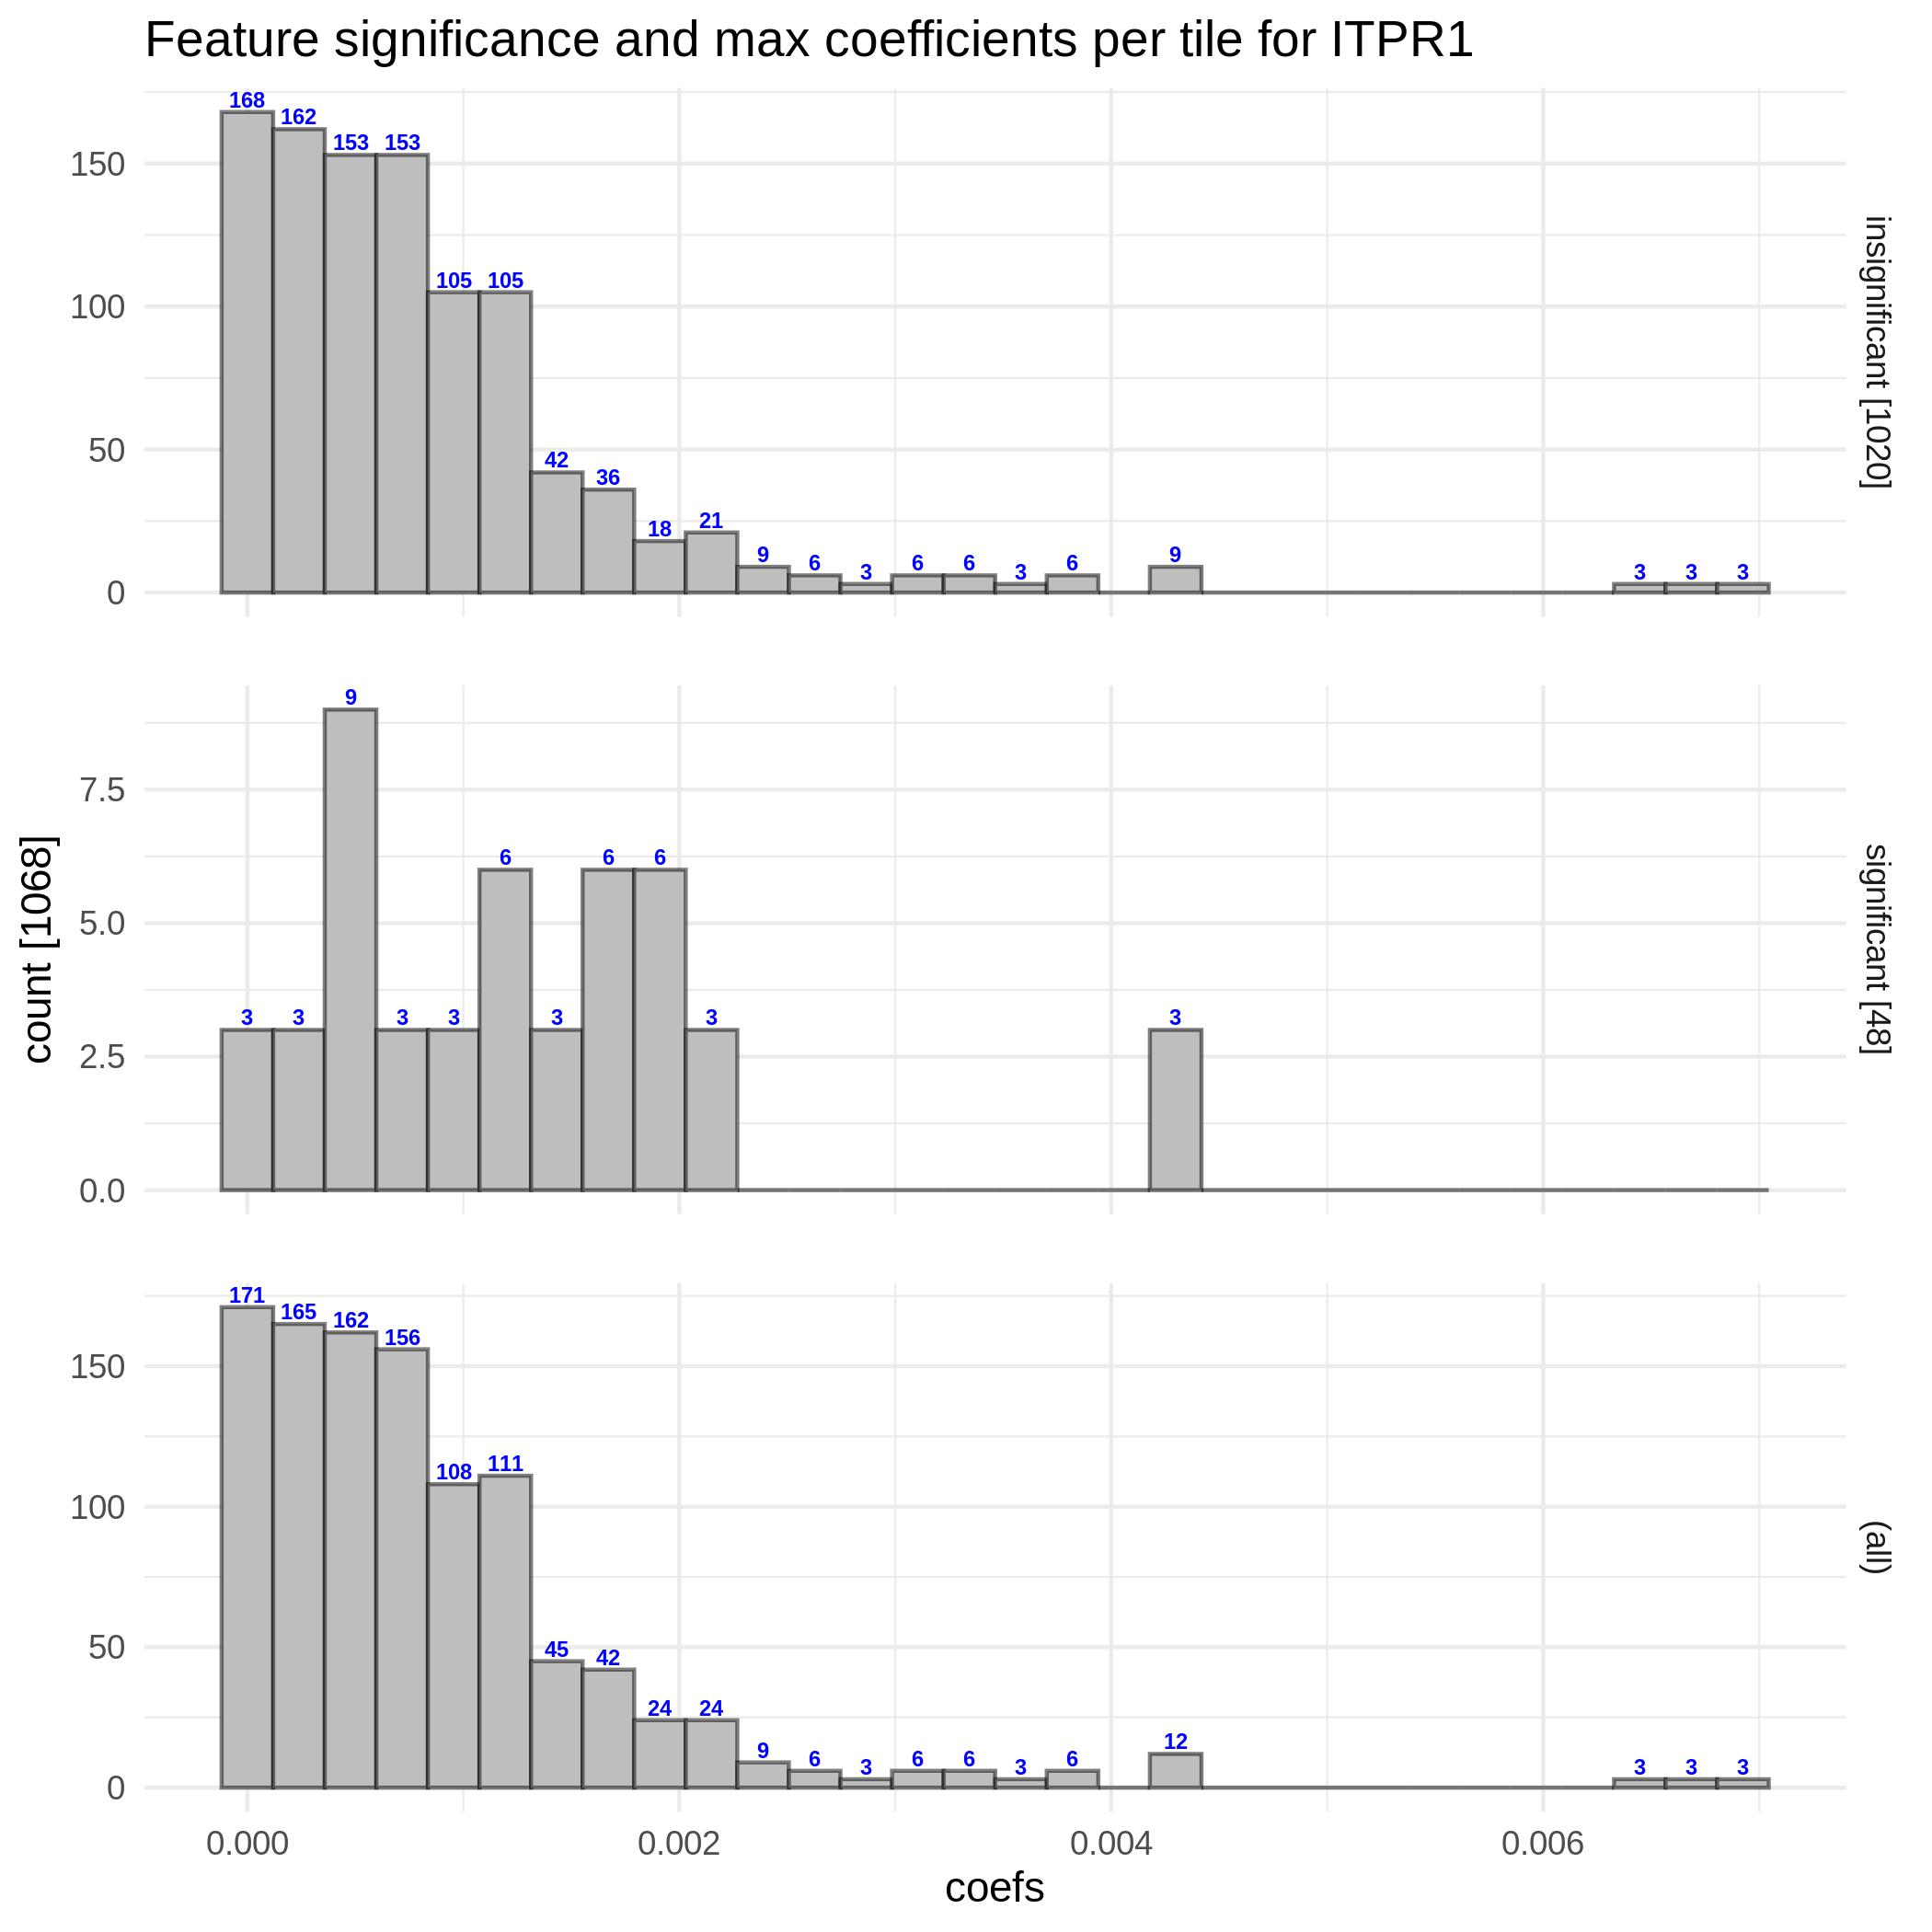 Feature significance and max coefficients per tile for ITPR1
168
162
153 153
105 105
42
36
18 21
9 6 3 6 6 3 6 9 3 3 3
150
100
50
0
insignificant [1020]
9
6 6 6
3 3 3 3 3 3 3
7.5
5.0
2.5
0.0
significant [48]
count [1068]
171
165 162
156
108 111
45 42
24 24
9 6 3 6 6 3 6 12 3 3 3
150
100
50
0
(all)
0.000 0.002 0.004 0.006
coefs